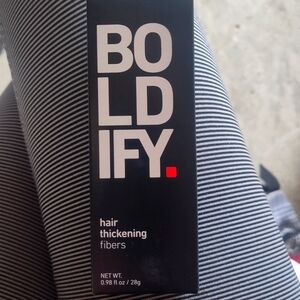 BO
LD
IFY.
hair
thickening
fibers
NET WT.
0.98 fl oz / 28g